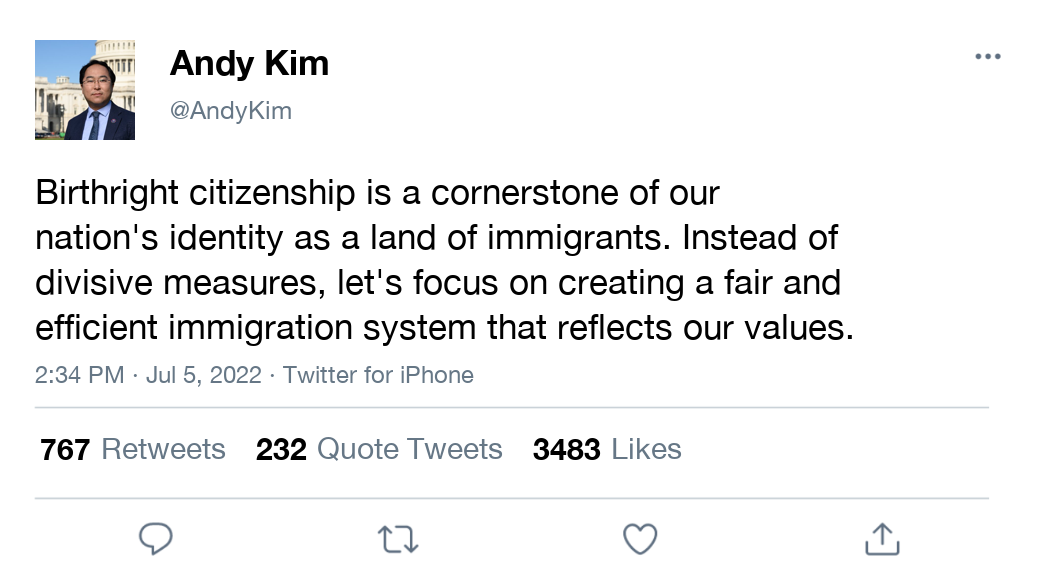 Andy Kim
@AndyKim
Birthright citizenship is a cornerstone of our
nation's identity as a land of immigrants. Instead of
divisive measures, let's focus on creating a fair and
efficient immigration system that reflects our values.
2:34 PM · Jul 5, 2022 · Twitter for iPhone
767 Retweets 232 Quote Tweets 3483 Likes